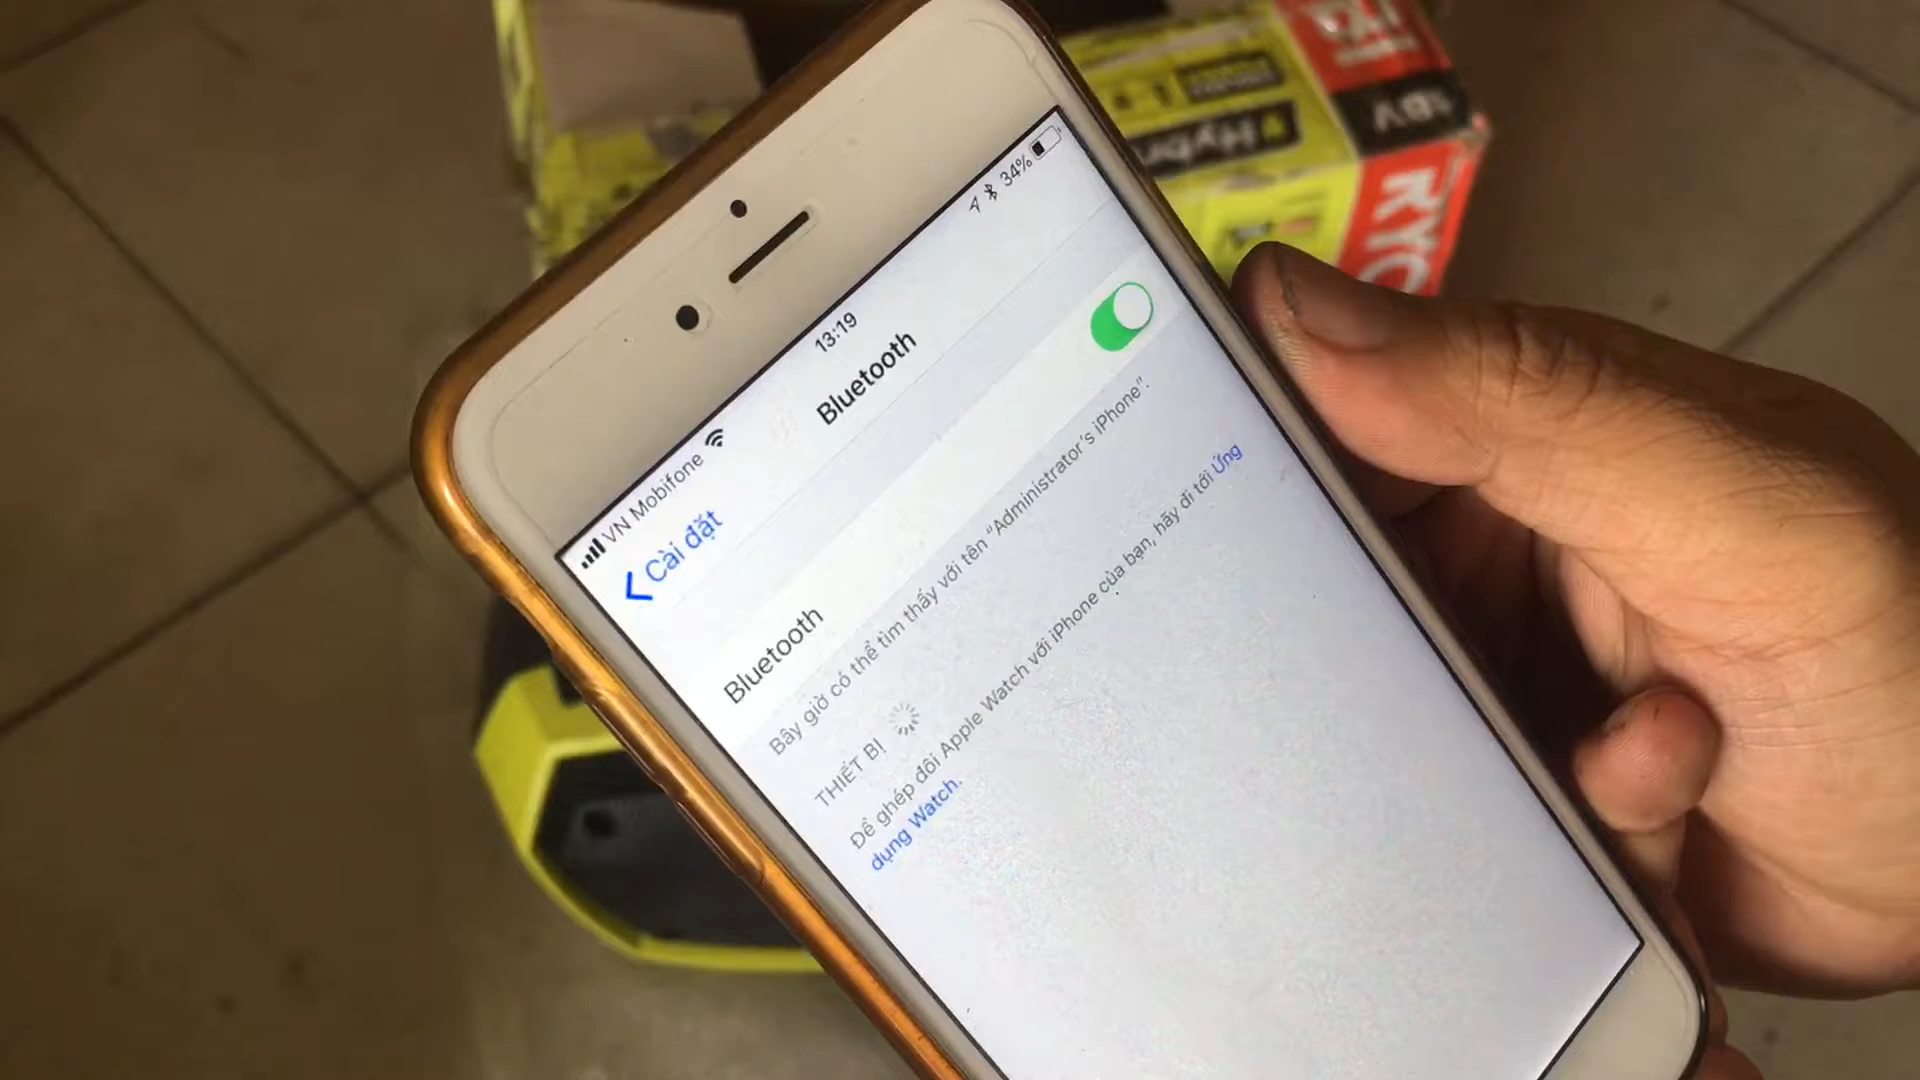 VN Mobifone
13:19
34%
Cài đặt
Bluetooth
Bluetooth
Bây giờ có thể tìm thấy với tên “Administrator’s iPhone”.
THIẾT BỊ
Để ghép đôi Apple Watch với iPhone của bạn, hãy đi tới Ứng
dụng Watch.
18V